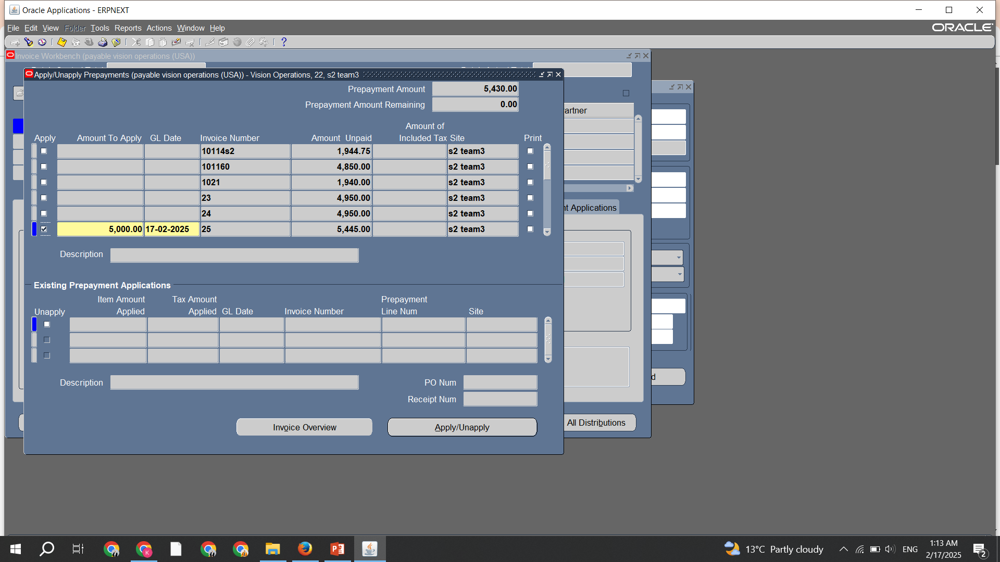 Oracle Applications - ERPNEXT
File Edit View Folder Tools Reports Actions Window Help
ORACLE
Invoice Workbench (payable vision operations (USA))
Apply/Unapply Prepayments (payable vision operations (USA)) - Vision Operations, 22, s2 team3
Prepayment Amount 5,430.00
Prepayment Amount Remaining 0.00
Amount of
Apply Amount To Apply GL Date Invoice Number Amount Unpaid Included Tax Site Print
10114s2 1,944.75 s2 team3
101160 4,850.00 s2 team3
1021 1,940.00 s2 team3
23 4,950.00 s2 team3
24 4,950.00 s2 team3
5,000.00 17-02-2025 25 5,445.00 s2 team3
artner
nt Applications
Description
Existing Prepayment Applications
Item Amount Tax Amount Prepayment
Unapply Applied Applied GL Date Invoice Number Line Num Site
Description PO Num
Receipt Num
d
Invoice Overview Apply/Unapply All Distributions
13°C Partly cloudy ENG
1:13 AM
2/17/2025
2